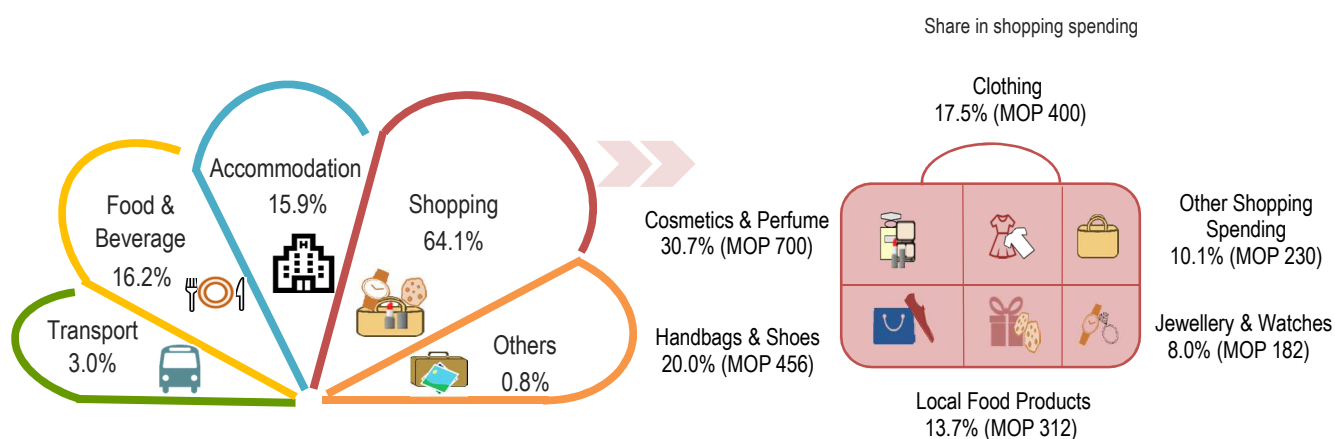 Share in shopping spending
Clothing
17.5% (MOP 400)
Accommodation
15.9%
Food &
Beverage
16.2%
Shopping
64.1%
Transport
3.0%
Others
0.8%
Cosmetics & Perfume
30.7% (MOP 700)
Other Shopping
Spending
10.1% (MOP 230)
Handbags & Shoes
20.0% (MOP 456)
Jewellery & Watches
8.0% (MOP 182)
Local Food Products
13.7% (MOP 312)